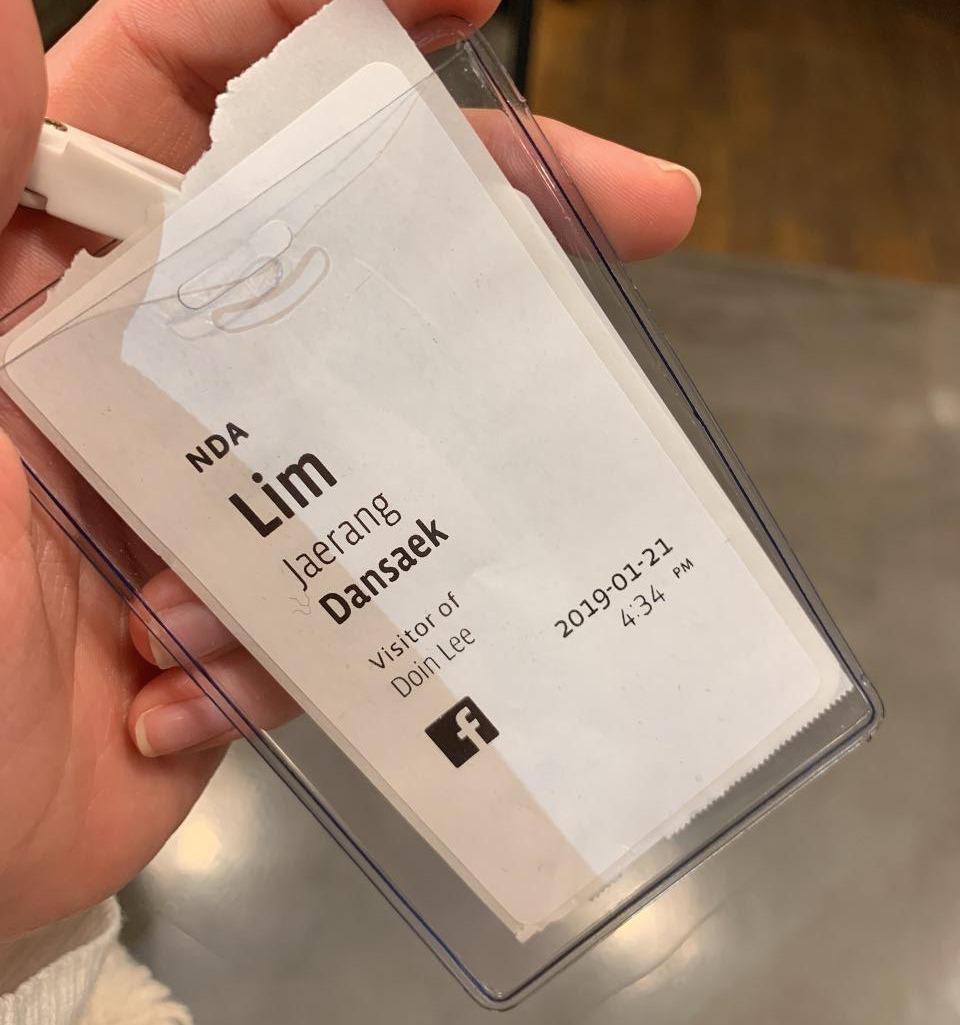 NDA
Lim
Jaerang
Dansaek
Visitor of
Doin Lee
f
2019-01-21
4:34 PM